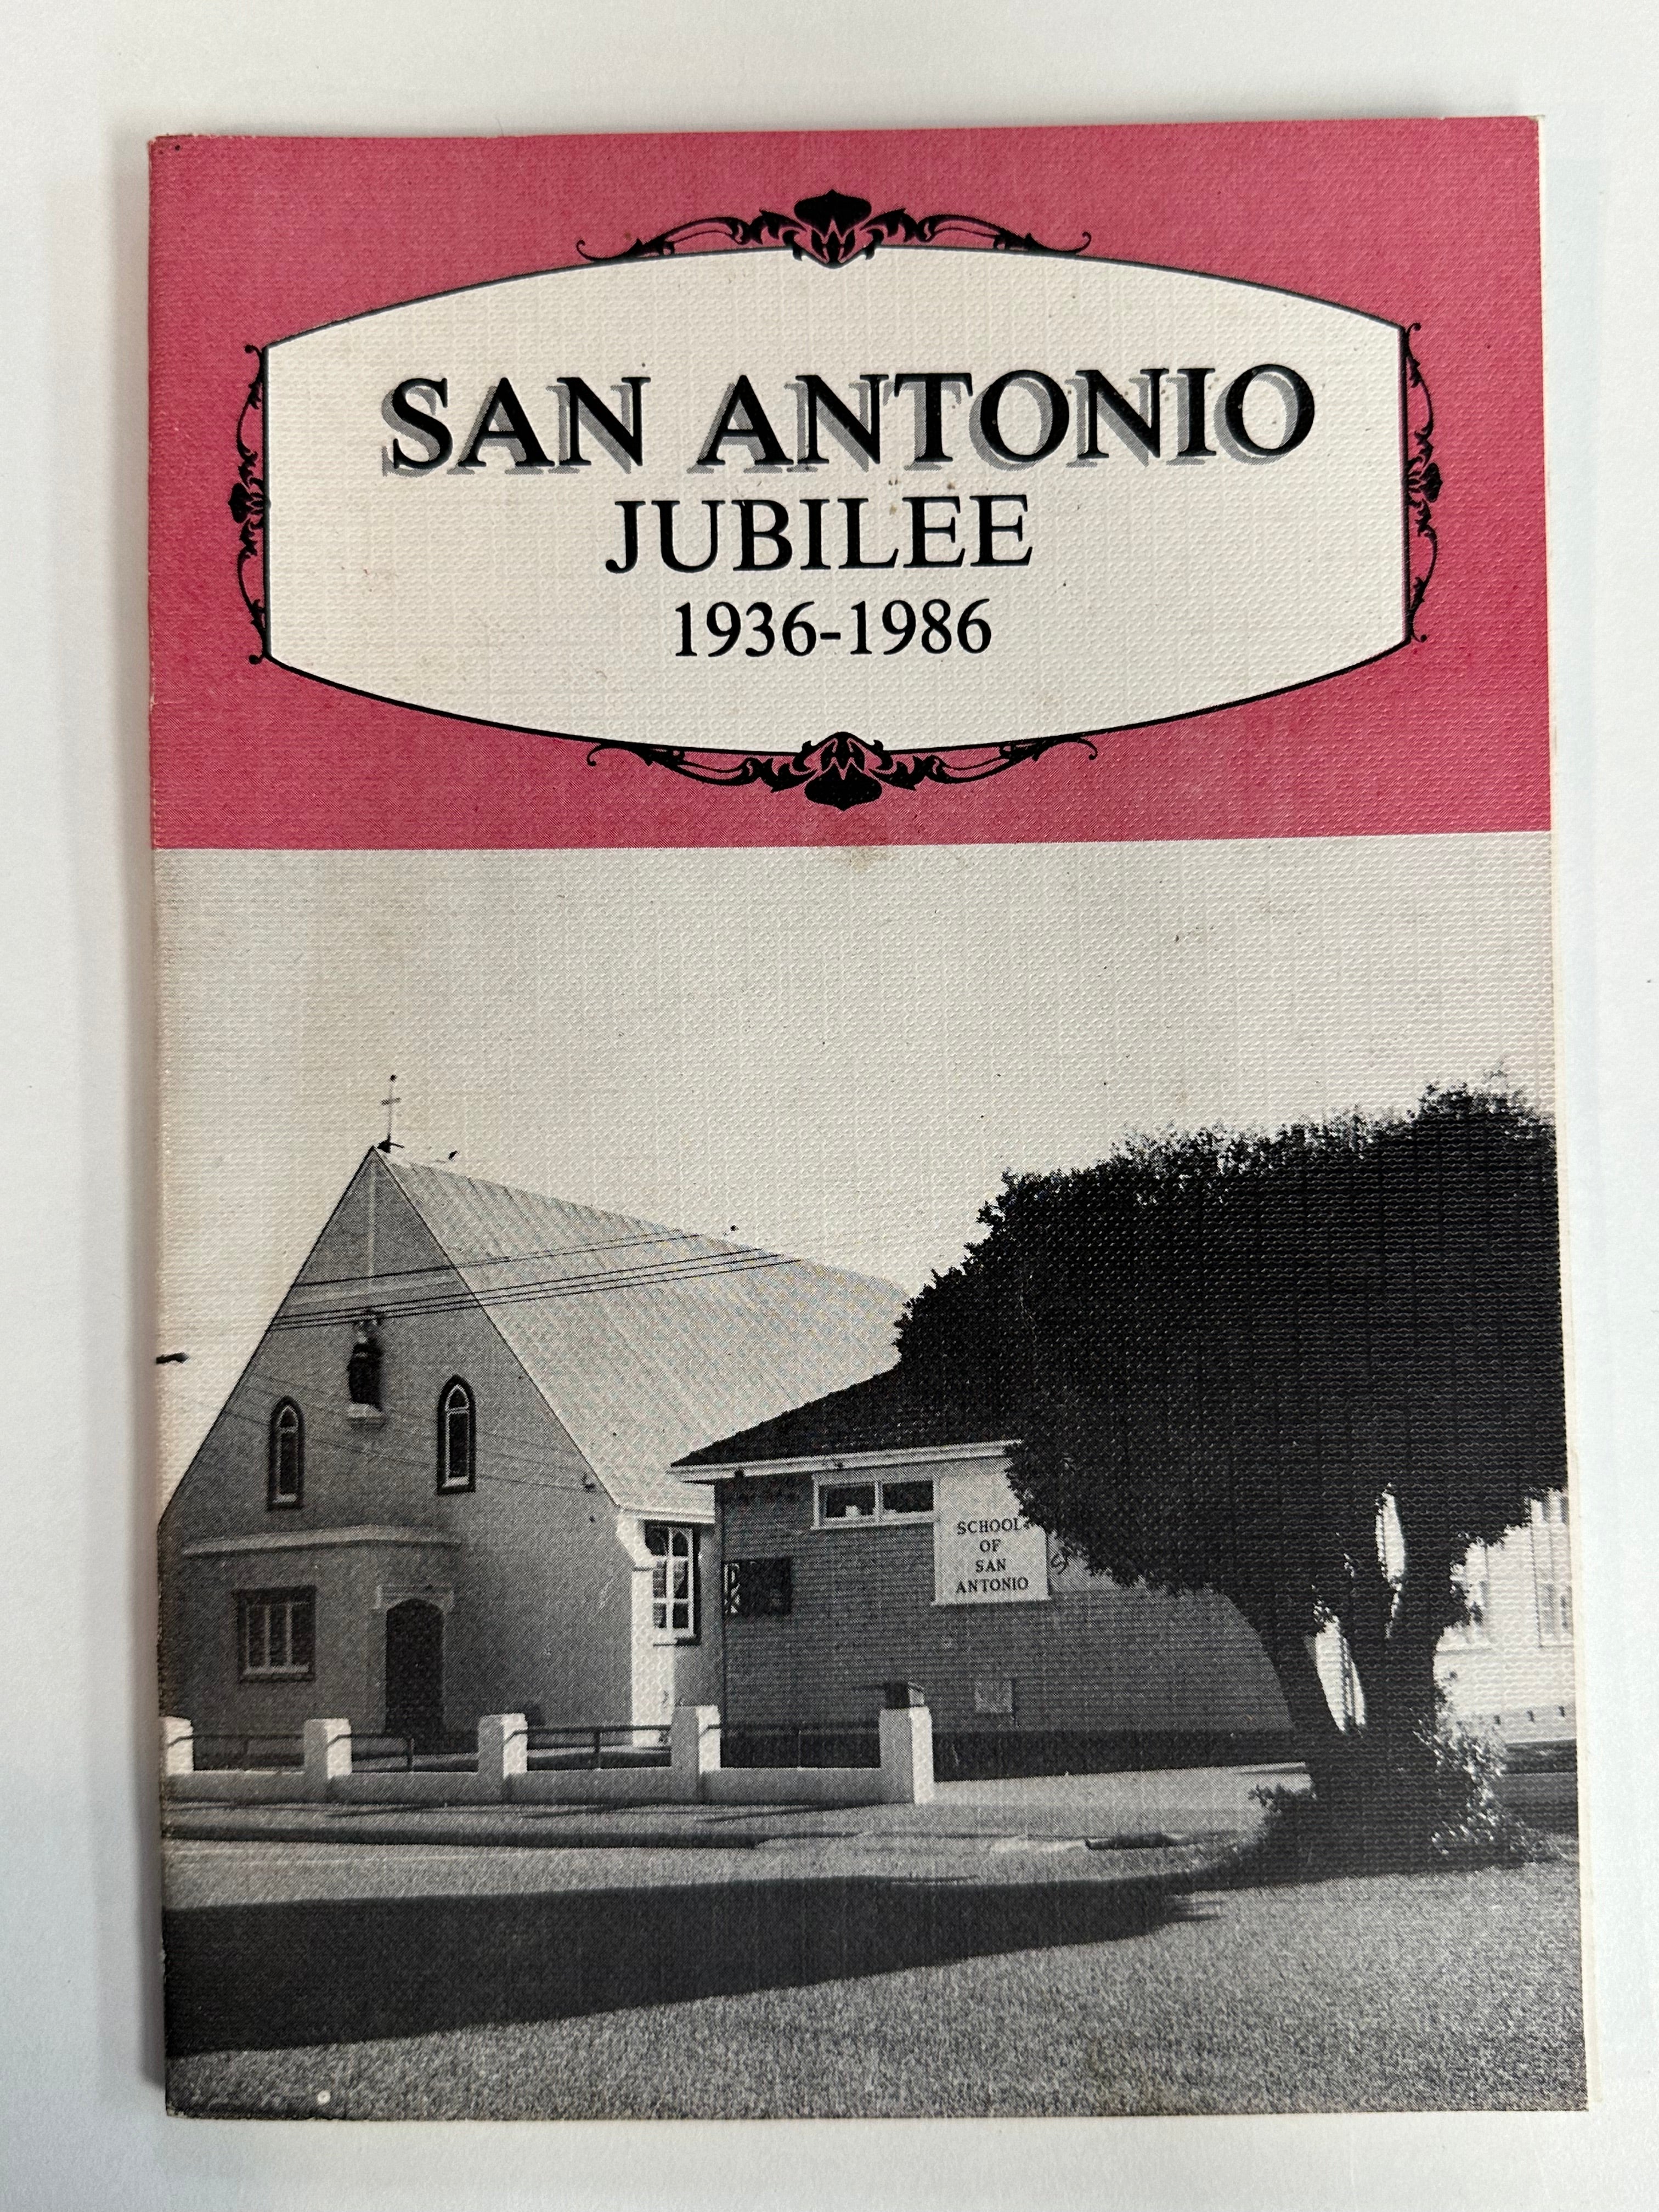 SAN ANTONIO
JUBILEE
1936-1986
SCHOOL
OF
SAN
ANTONIO